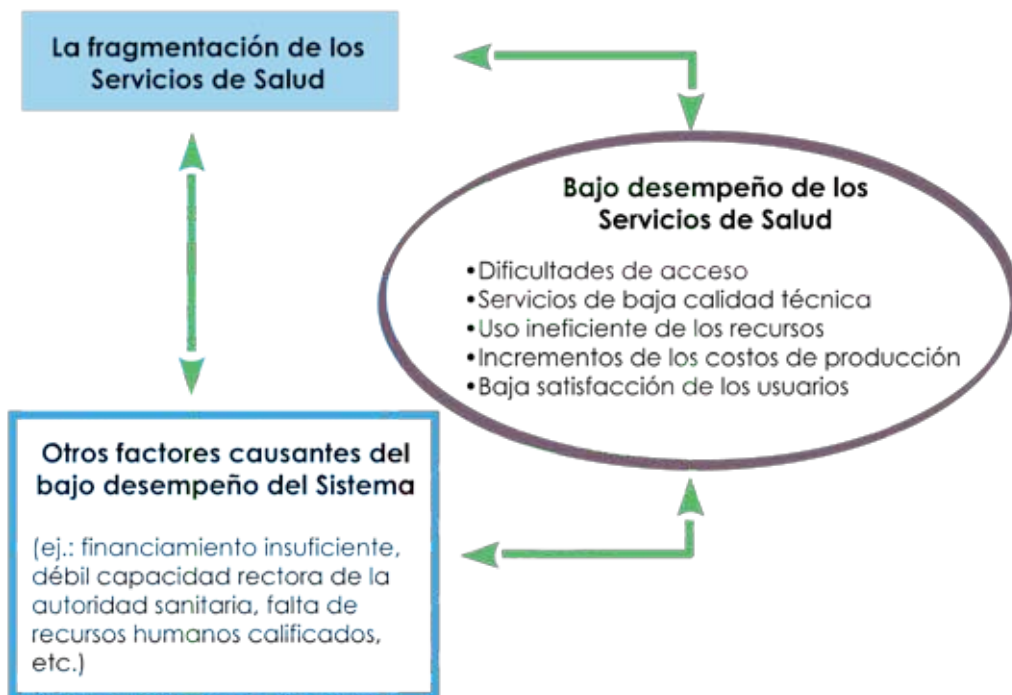 La fragmentación de los
Servicios de Salud
Bajo desempeño de los
Servicios de Salud
•Dificultades de acceso
•Servicios de baja calidad técnica
•Uso ineficiente de los recursos
•Incrementos de los costos de producción
•Baja satisfacción de los usuarios
Otros factores causantes del
bajo desempeño del Sistema
(ej.: financiamiento insuficiente,
débil capacidad rectora de la
autoridad sanitaria, falta de
recursos humanos calificados,
etc.)